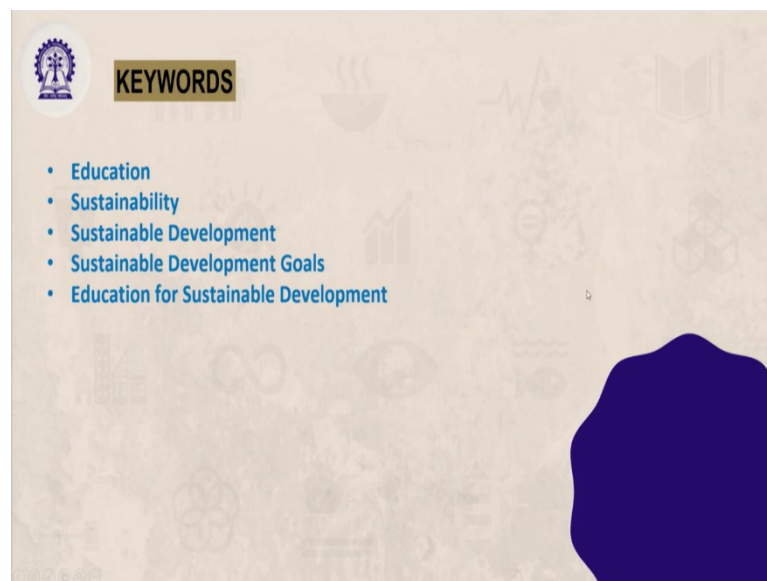 KEYWORDS
• Education
• Sustainability
• Sustainable Development
• Sustainable Development Goals
• Education for Sustainable Development